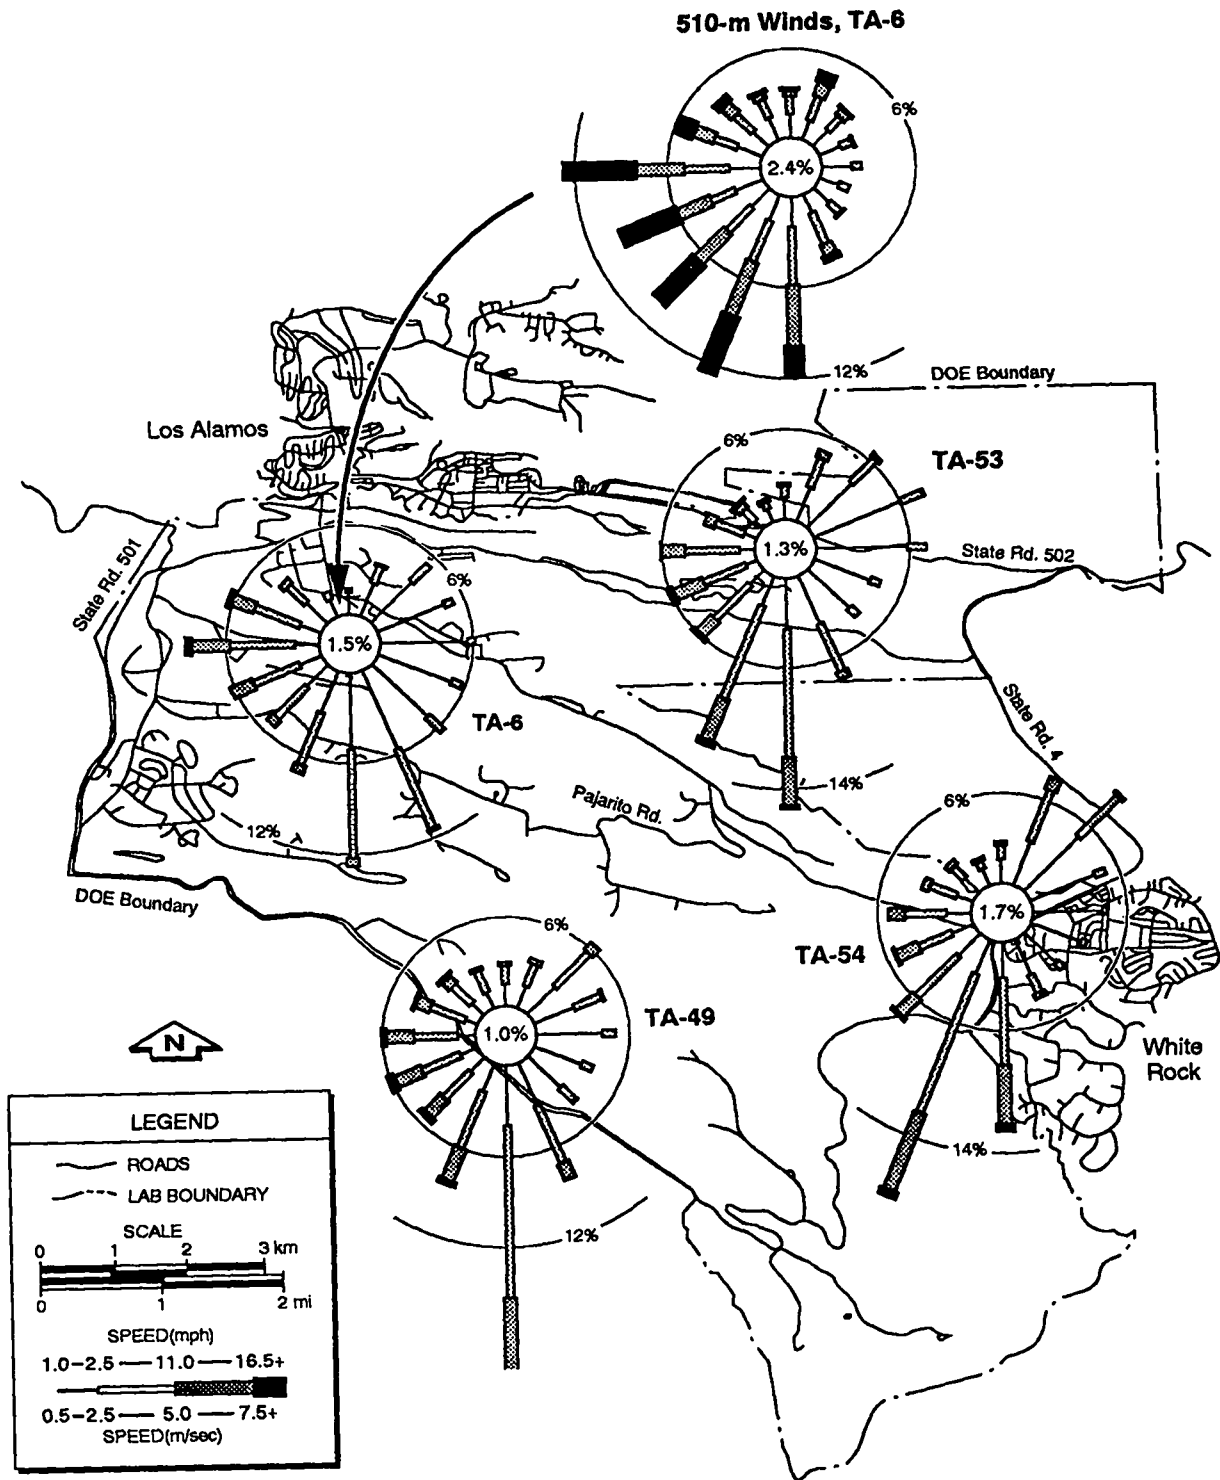 510-m Winds, TA-6
6%
2.4%
12%
DOE Boundary
Los Alamos
6%
TA-53
1.3%
State Rd. 502
State Rd. 501
6%
1.5%
TA-6
State Rd. 4
14%
Pajarito Rd.
6%
12%
DOE Boundary
1.7%
TA-54
6%
TA-49
1.0%
White
Rock
14%
12%
N
LEGEND
ROADS
LAB BOUNDARY
SCALE
0 1 2 3 km
0 1 2 mi
SPEED(mph)
1.0-2.5 — 11.0 — 16.5+
0.5-2.5 — 5.0 — 7.5+
SPEED(m/sec)